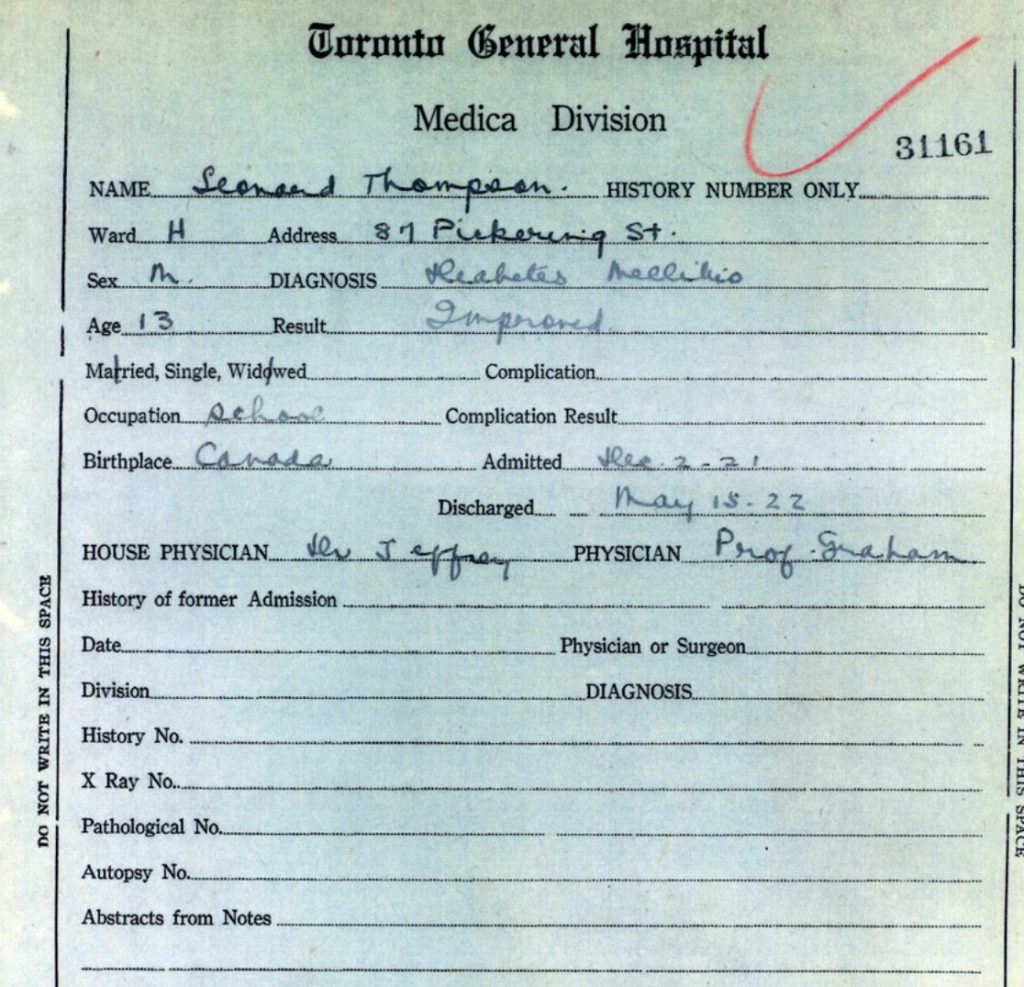 Toronto General Hospital
Medica Division
31161
NAME Leonard Thompson. HISTORY NUMBER ONLY
Ward H Address 87 Pickering St.
Sex M. DIAGNOSIS Diabetes Mellitus
Age 13 Result Improved
Married, Single, Widowed Complication
Occupation School Complication Result
Birthplace Canada Admitted Dec. 2-21
Discharged May 15-22
HOUSE PHYSICIAN Dr Jeffrey PHYSICIAN Prof. Graham
History of former Admission
Date Physician or Surgeon
Division DIAGNOSIS
History No.
X Ray No.
Pathological No.
Autopsy No.
Abstracts from Notes
DO NOT WRITE IN THIS SPACE
DO NOT WRITE IN THIS SPACE